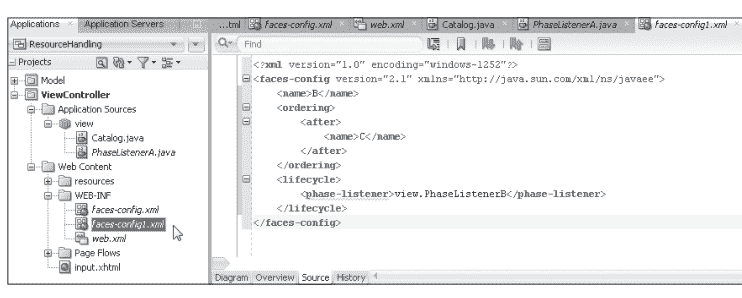 Applications × Application Servers
...tml faces-config.xml × web.xml × Catalog.java × PhaseListenerA.java × faces-config1.xml ×
ResourceHandling
Find
Projects
Model
ViewController
Application Sources
view
Catalog.java
PhaseListenerA.java
Web Content
resources
WEB-INF
faces-config.xml
faces-config1.xml
web.xml
Page Flows
input.xhtml
<?xml version="1.0" encoding="windows-1252"?>
<faces-config version="2.1" xmlns="http://java.sun.com/xml/ns/javaee">
<name>B</name>
<ordering>
<after>
<name>C</name>
</after>
</ordering>
<lifecycle>
<phase-listener>view.PhaseListenerB</phase-listener>
</lifecycle>
</faces-config>
Diagram Overview Source History